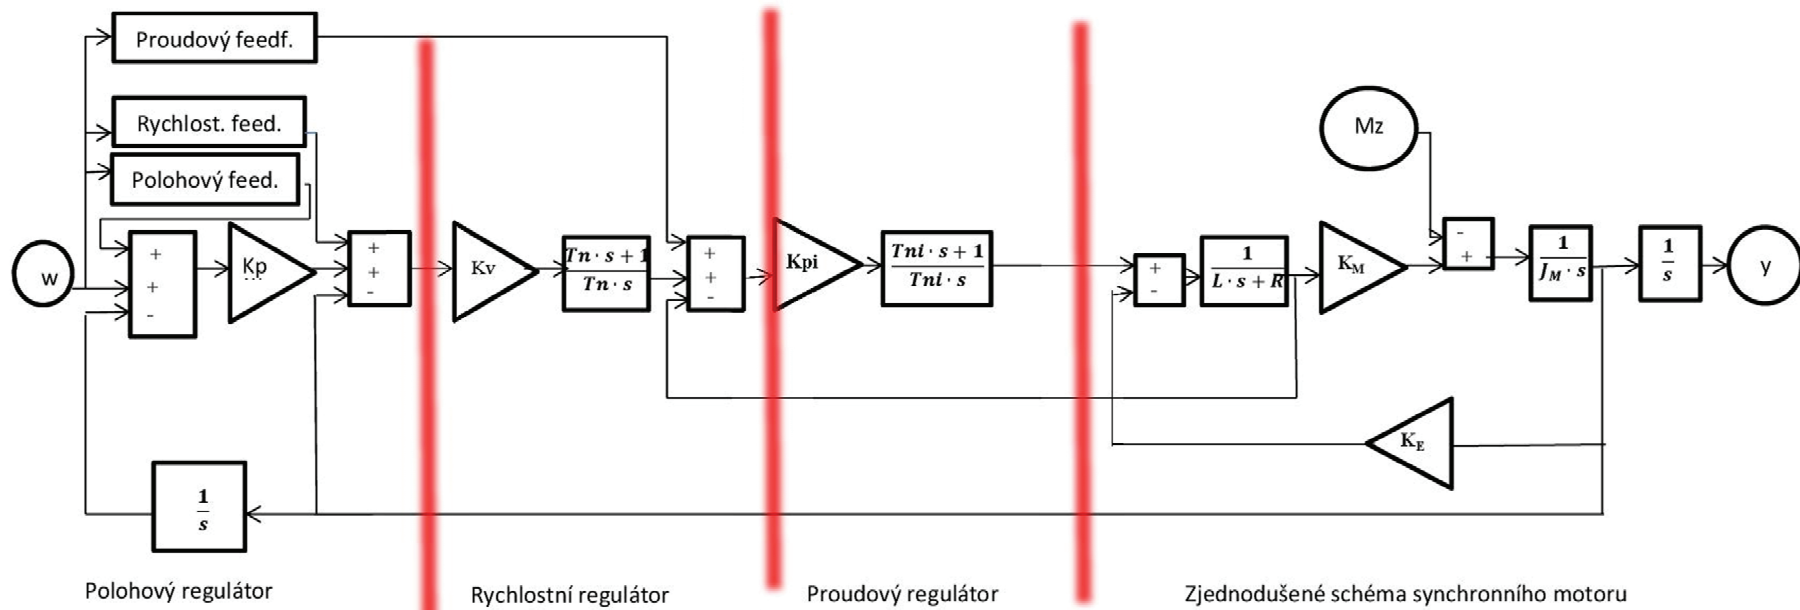 Proudový feedf.
Rychlost. feed.
Polohový feed.
w
+
+
-
Kp
+
+
-
Kv
Tn · s + 1
Tn · s
+
+
-
Kpi
Tni · s + 1
Tni · s
+
-
1
L · s + R
K_M
Mz
-
+
1
J_M · s
1
s
y
K_E
1
s
Polohový regulátor
Rychlostní regulátor
Proudový regulátor
Zjednodušené schéma synchronního motoru